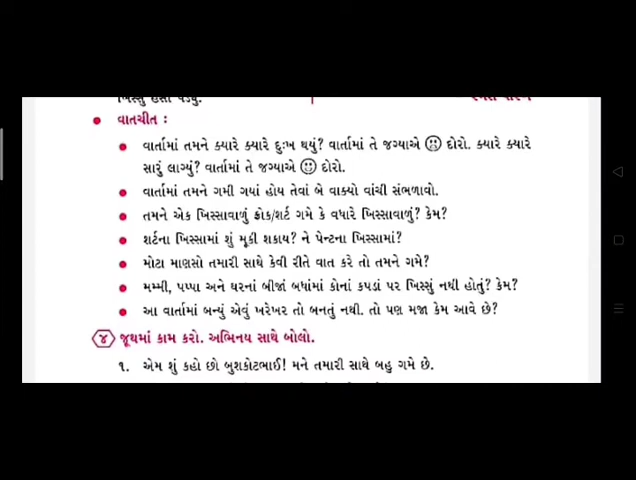 ખિસ્સું હસી પડ્યું.
• વાતચીત :
• વાર્તામાં તમને ક્યારે ક્યારે દુઃખ થયું? વાર્તામાં તે જગ્યાએ ☹ દોરો. ક્યારે ક્યારે
સારું લાગ્યું? વાર્તામાં તે જગ્યાએ ☺ દોરો.
• વાર્તામાં તમને ગમી ગયાં હોય તેવાં બે વાક્યો વાંચી સંભળાવો.
• તમને એક ખિસ્સાવાળું ફ્રોક/શર્ટ ગમે કે વધારે ખિસ્સાવાળું? કેમ?
• શર્ટના ખિસ્સામાં શું મૂકી શકાય? ને પેન્ટના ખિસ્સામાં?
• મોટા માણસો તમારી સાથે કેવી રીતે વાત કરે તો તમને ગમે?
• મમ્મી, પપ્પા અને ઘરનાં બીજાં બધાંમાં કોનાં કપડાં પર ખિસ્સું નથી હોતું? કેમ?
• આ વાર્તામાં બન્યું એવું ખરેખર તો બનતું નથી. તો પણ મજા કેમ આવે છે?
૪ જૂથમાં કામ કરો. અભિનય સાથે બોલો.
૧. એમ શું કહો છો બુશકોટભાઈ! મને તમારી સાથે બહુ ગમે છે.